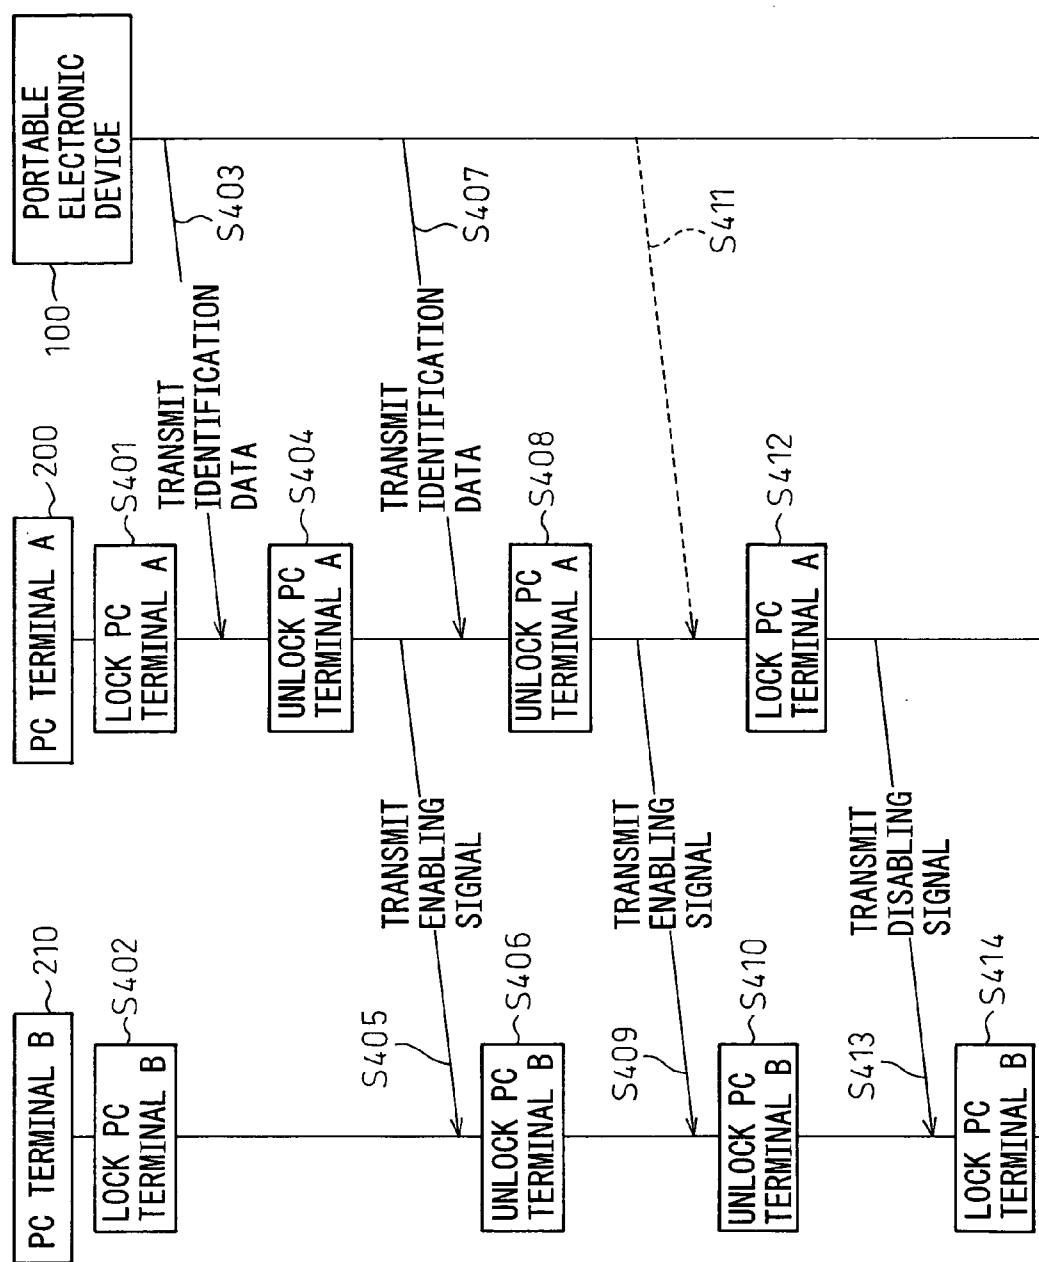 PC TERMINAL B
210
PC TERMINAL A
200
PORTABLE
ELECTRONIC
DEVICE
100
LOCK PC
TERMINAL B
S402
LOCK PC
TERMINAL A
S401
TRANSMIT
IDENTIFICATION
DATA
S403
UNLOCK PC
TERMINAL A
S404
TRANSMIT
ENABLING
SIGNAL
S405
UNLOCK PC
TERMINAL B
S406
TRANSMIT
IDENTIFICATION
DATA
S407
UNLOCK PC
TERMINAL A
S408
TRANSMIT
ENABLING
SIGNAL
S409
UNLOCK PC
TERMINAL B
S410
S411
LOCK PC
TERMINAL A
S412
TRANSMIT
DISABLING
SIGNAL
S413
LOCK PC
TERMINAL B
S414